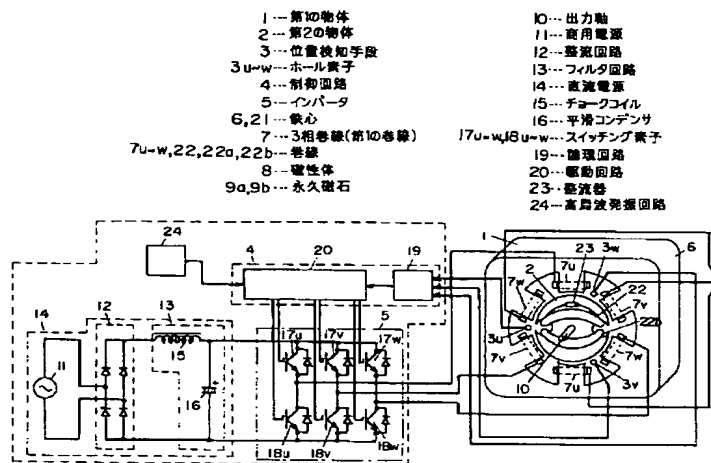 1…第1の物体
2…第2の物体
3…位置検知手段
3u~w…ホール素子
4…制御回路
5…インバータ
6,21…鉄心
7…3相巻線(第1の巻線)
7u~w,22,22a,22b…巻線
8…磁性体
9a,9b…永久磁石
10…出力軸
11…商用電源
12…整流回路
13…フィルタ回路
14…直流電源
15…チョークコイル
16…平滑コンデンサ
17u~w,18u~w…スイッチング素子
19…論理回路
20…駆動回路
23…整流器
24…高周波発振回路
24
4
20
19
14
12
13
11
15
16
5
17u
17v
17w
18u
18v
18w
1
2
23
3w
6
7u
7w
22
7v
3u
7v
7w
10
7u
3v